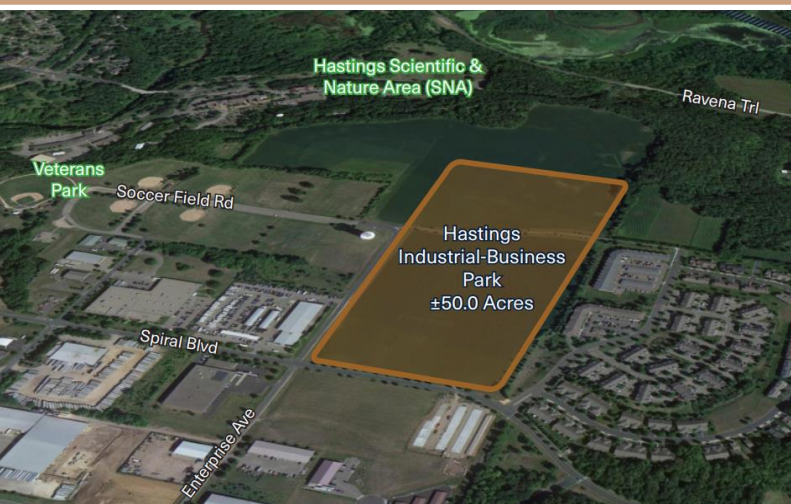 Hastings Scientific &
Nature Area (SNA)
Ravena Trl
Veterans
Park
Soccer Field Rd
Hastings
Industrial-Business
Park
±50.0 Acres
Spiral Blvd
Enterprise Ave